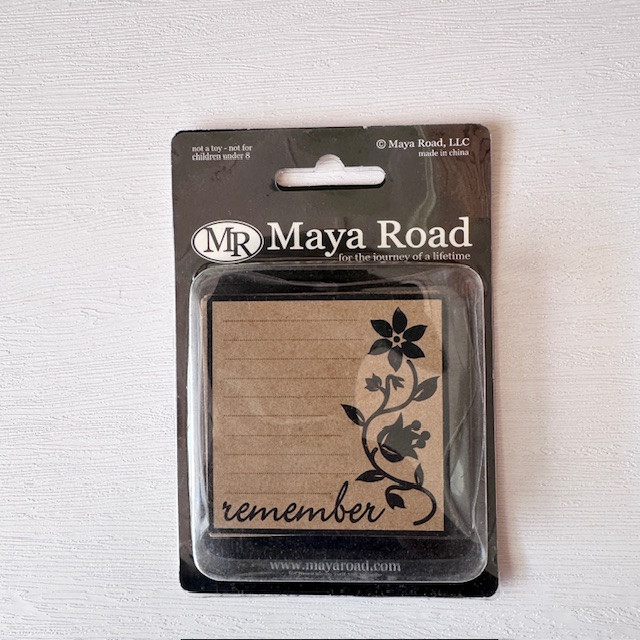 not a toy - not for
children under 8
© Maya Road, LLC
made in china
MR Maya Road
for the journey of a lifetime
remember
www.mayaroad.com